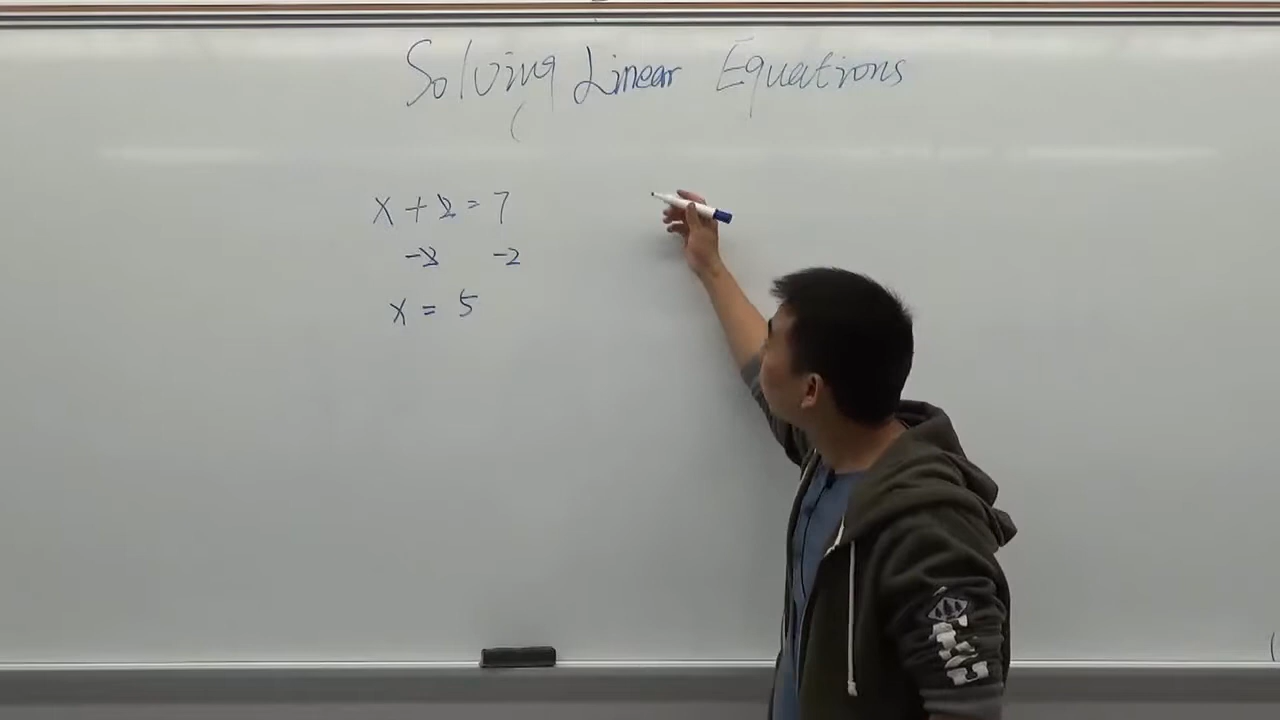 Solving Linear Equations
x + 2 = 7
-2 -2
x = 5